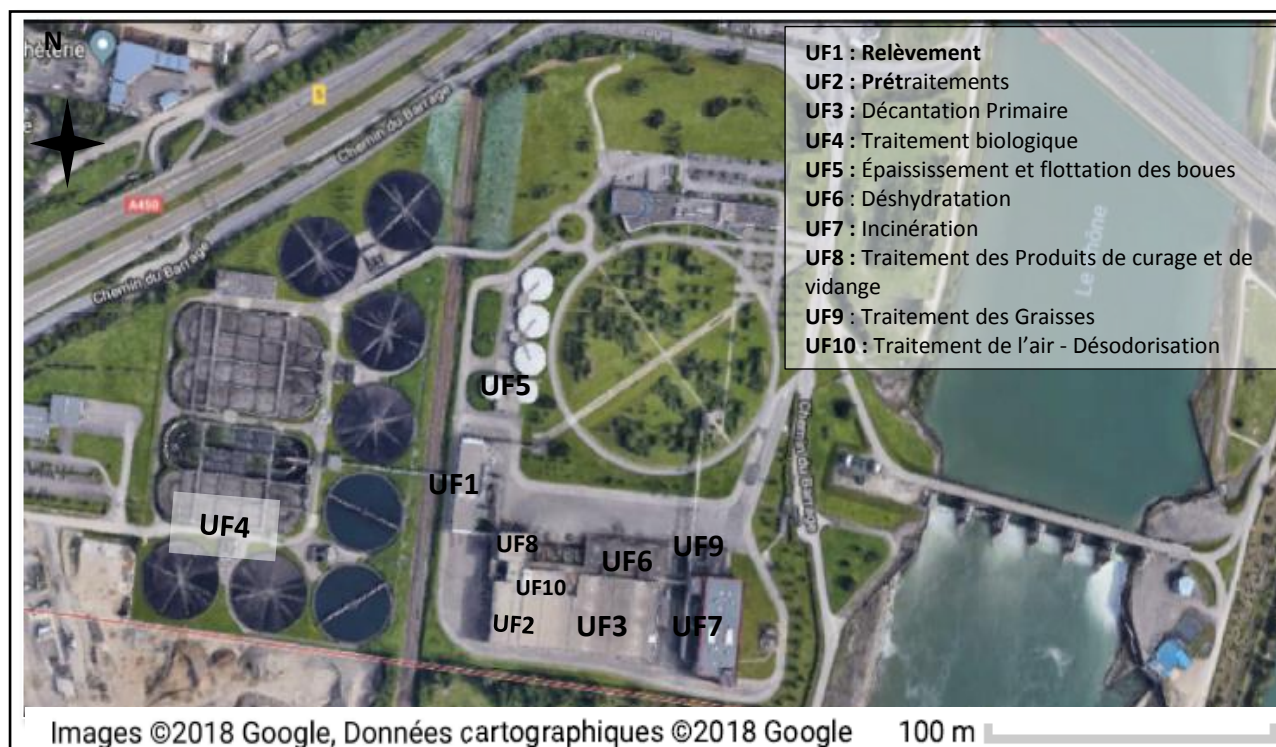 N
hèterie
UF1 : Relèvement
UF2 : Prétraitements
UF3 : Décantation Primaire
UF4 : Traitement biologique
UF5 : Épaississement et flottation des boues
UF6 : Déshydratation
UF7 : Incinération
UF8 : Traitement des Produits de curage et de
vidange
UF9 : Traitement des Graisses
UF10 : Traitement de l’air - Désodorisation
Chemin du Barrage
A450
Chemin du Barrage
Le Rhône
UF5
Chemin du Barrage
UF1
UF4
UF8
UF6
UF9
UF10
UF2
UF3
UF7
Images ©2018 Google, Données cartographiques ©2018 Google
100 m